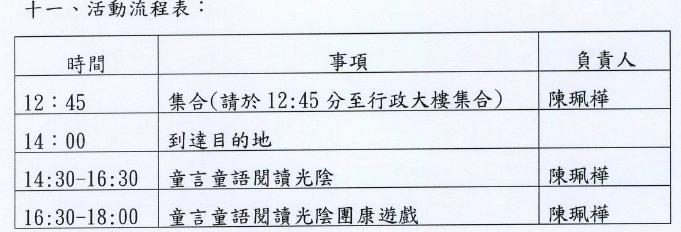 十一、活動流程表：
時間 事項 負責人
12：45 集合(請於12:45分至行政大樓集合) 陳珮樺
14：00 到達目的地
14:30-16:30 童言童語閱讀光陰 陳珮樺
16:30-18:00 童言童語閱讀光陰團康遊戲 陳珮樺